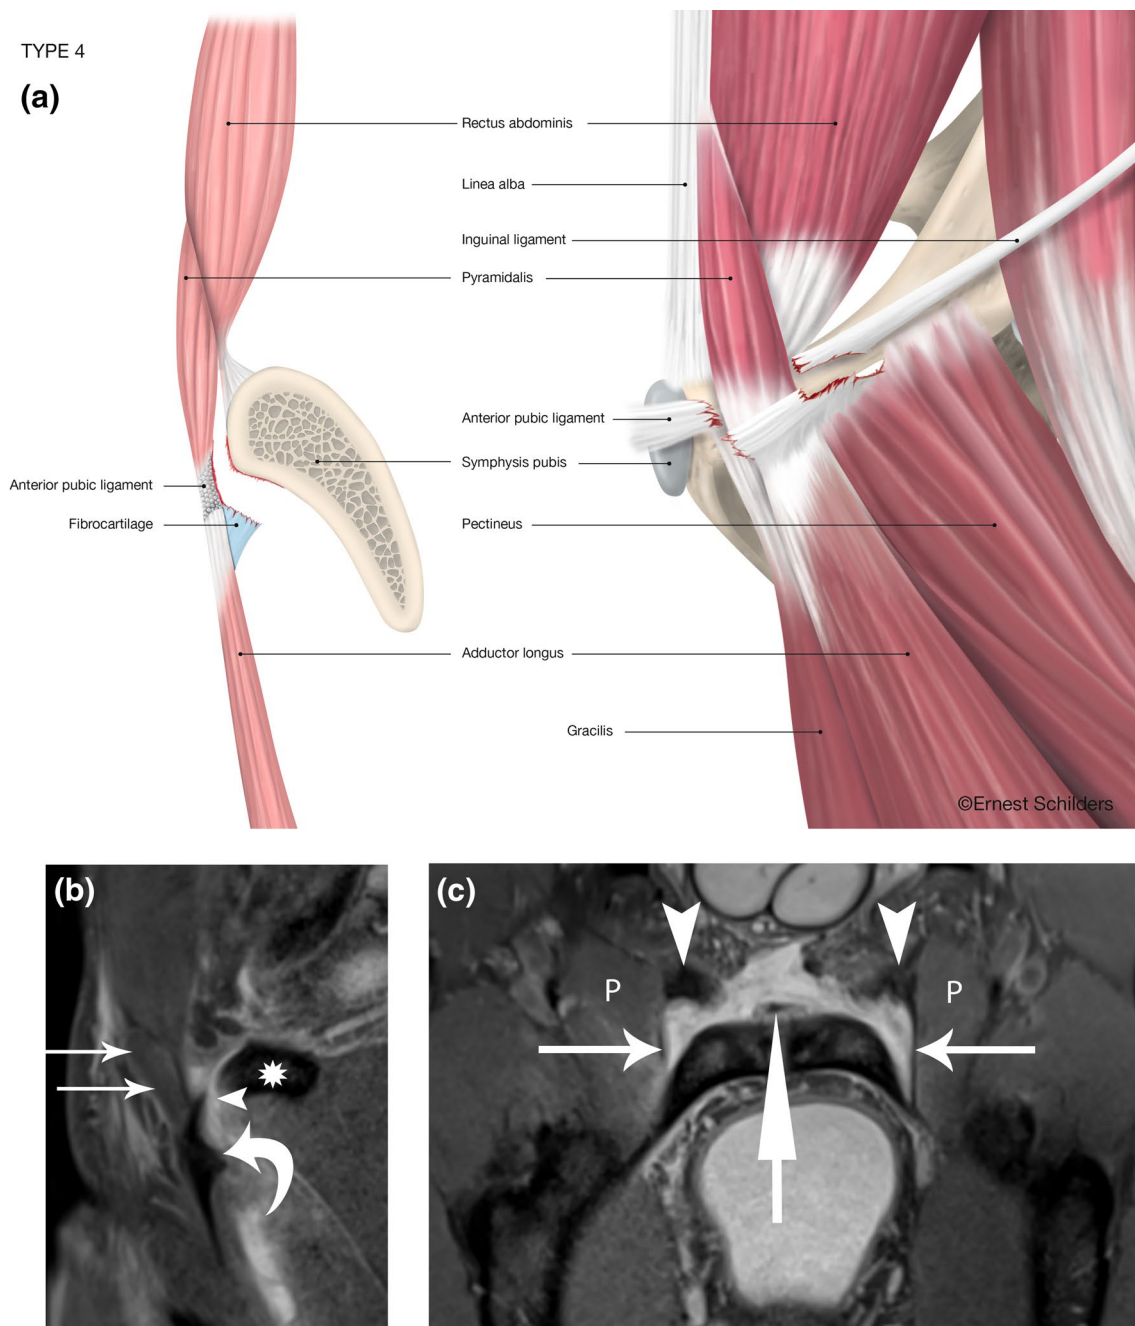 TYPE 4
(a)
Rectus abdominis
Linea alba
Inguinal ligament
Pyramidalis
Anterior pubic ligament
Symphysis pubis
Anterior pubic ligament
Fibrocartilage
Pectineus
Adductor longus
Gracilis
©Ernest Schilders
(b)
(c)
P
P